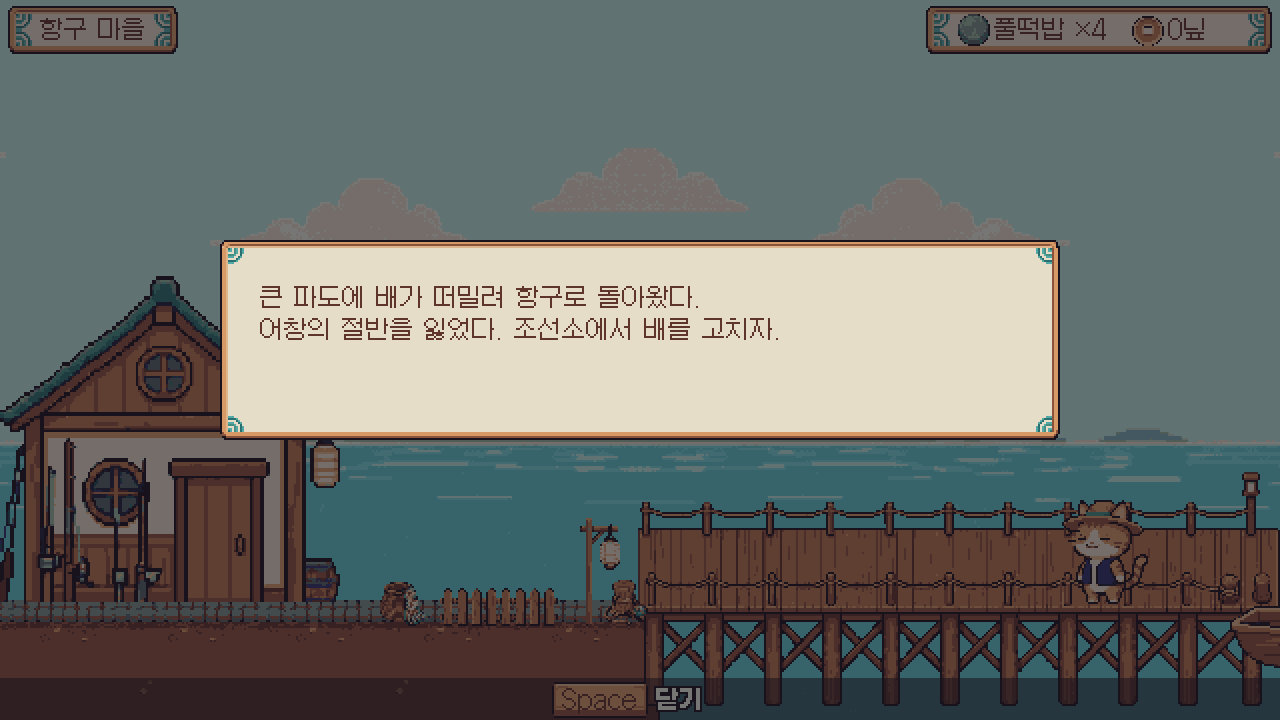 항구 마을
풀떡밥 ×4 0닢
큰 파도에 배가 떠밀려 항구로 돌아왔다.
어창의 절반을 잃었다. 조선소에서 배를 고치자.
Space 닫기